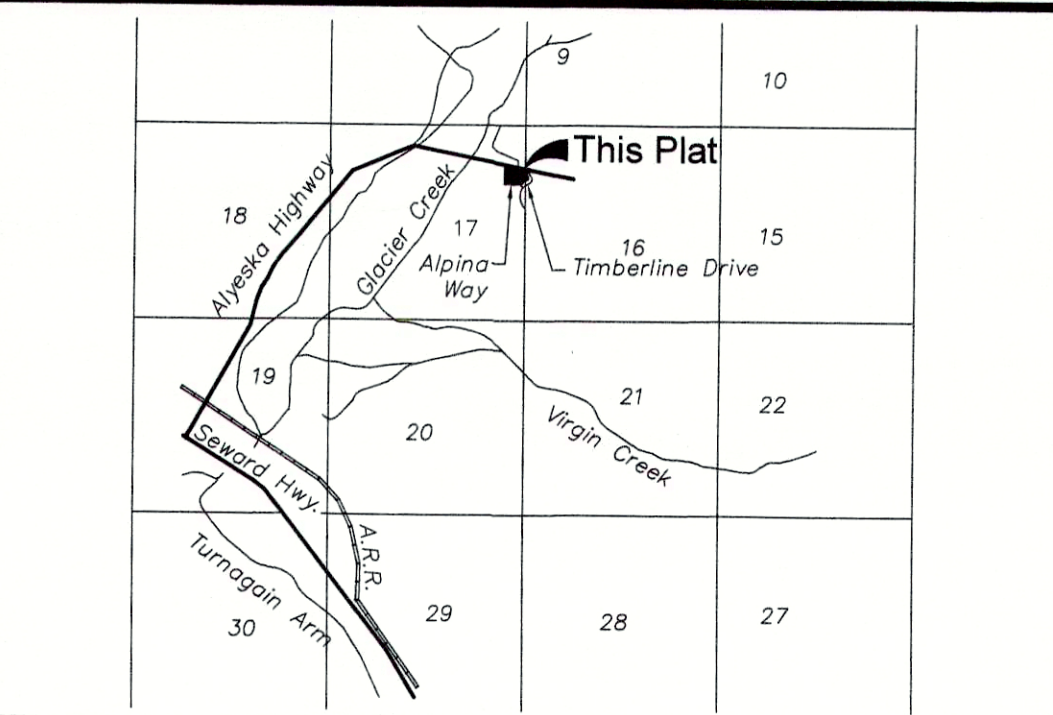 9
10
This Plat
18
Alyeska Highway
Glacier Creek
17
16
15
Alpina
Way
Timberline Drive
19
20
21
22
Virgin Creek
Seward Hwy.
A.R.R.
Turnagain Arm
30
29
28
27